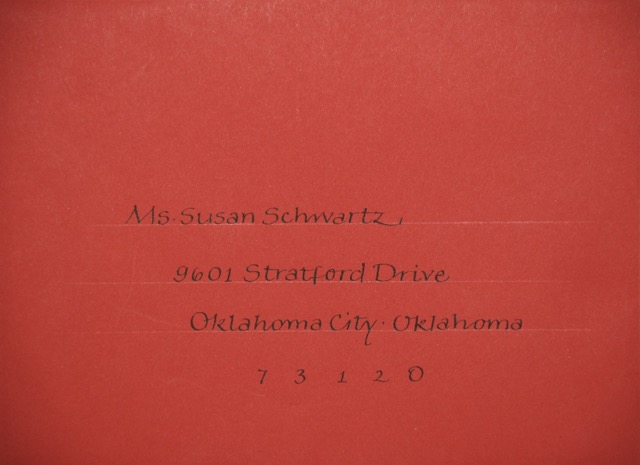 Ms. Susan Schwartz,
9601 Stratford Drive
Oklahoma City · Oklahoma
7 3 1 2 0